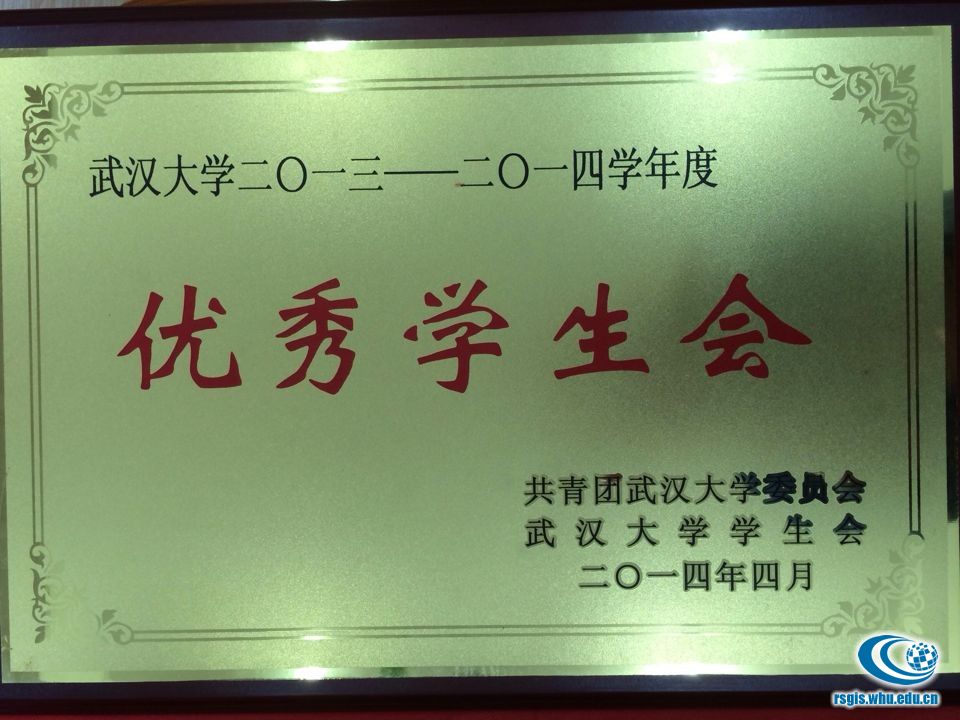 武汉大学二〇一三——二〇一四学年度
优秀学生会
共青团武汉大学委员会
武汉大学学生会
二〇一四年四月
rsgis.whu.edu.cn